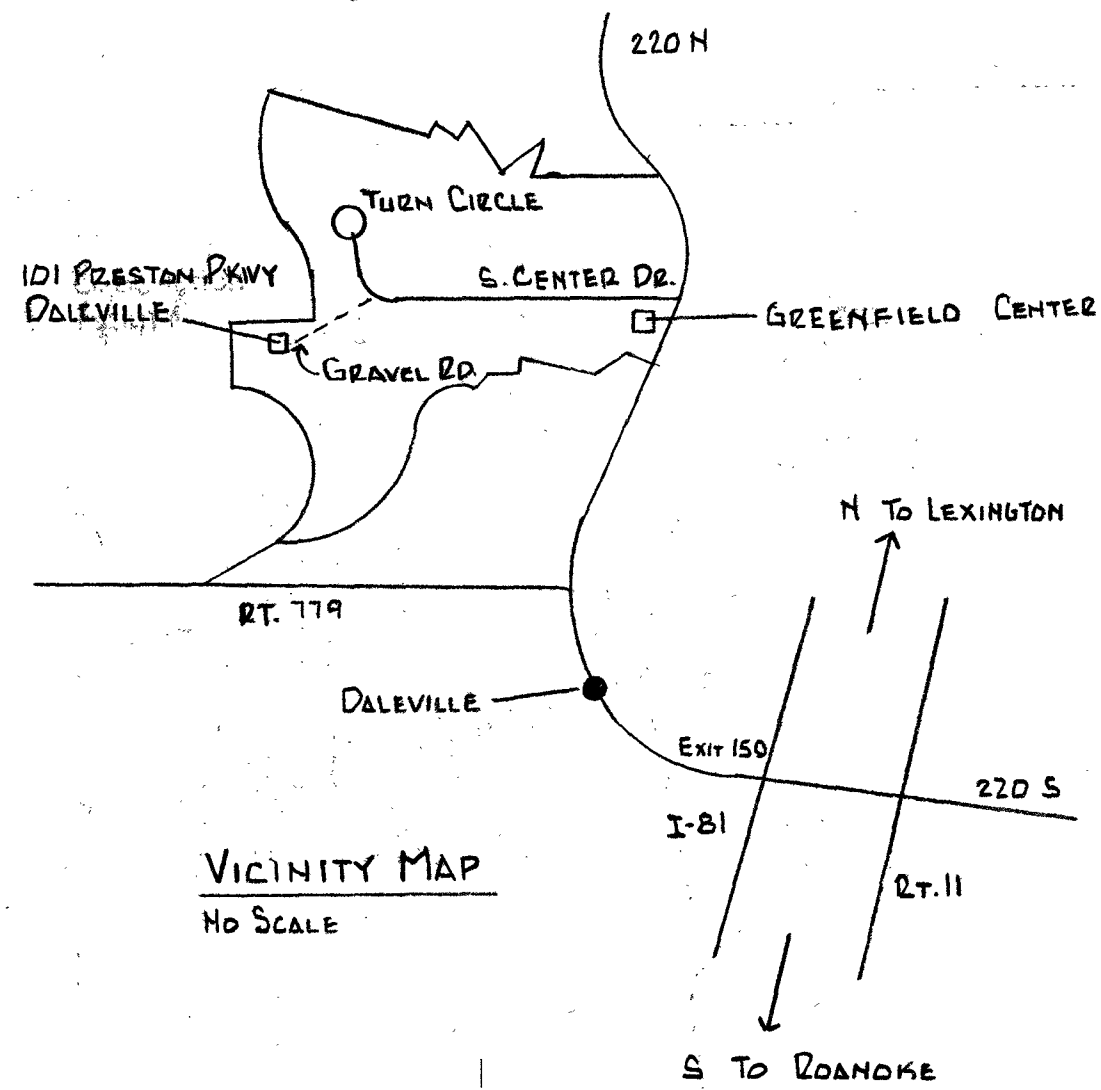 220 N
TURN CIRCLE
101 PRESTON PKWY
DALEVILLE
S. CENTER DR.
GREENFIELD CENTER
GRAVEL RD.
N TO LEXINGTON
RT. 779
DALEVILLE
EXIT 150
220 S
I-81
RT. 11
VICINITY MAP
NO SCALE
S TO ROANOKE